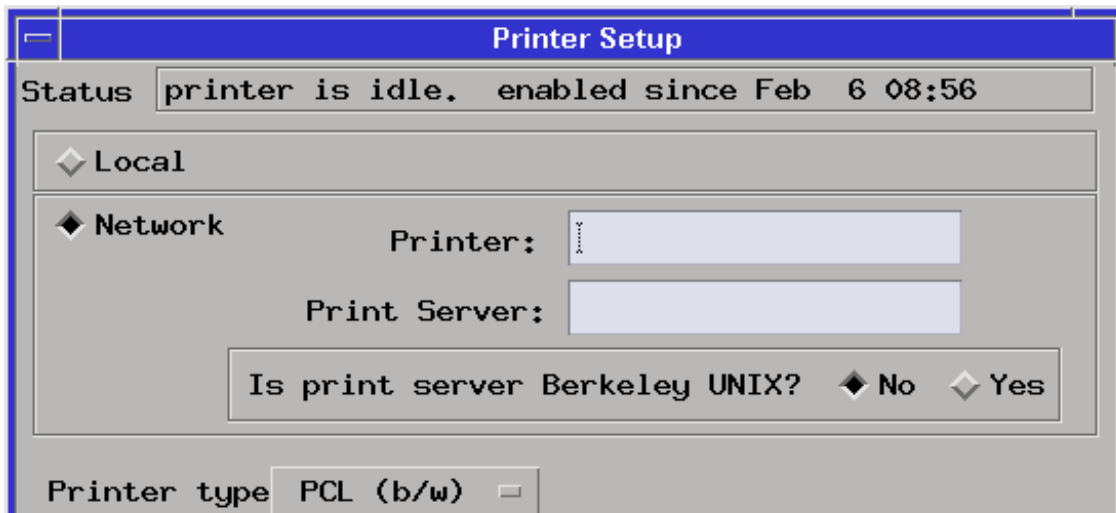 Printer Setup
Status printer is idle.  enabled since Feb  6 08:56
Local
Network
Printer:
Print Server:
Is print server Berkeley UNIX? No Yes
Printer type PCL (b/w)